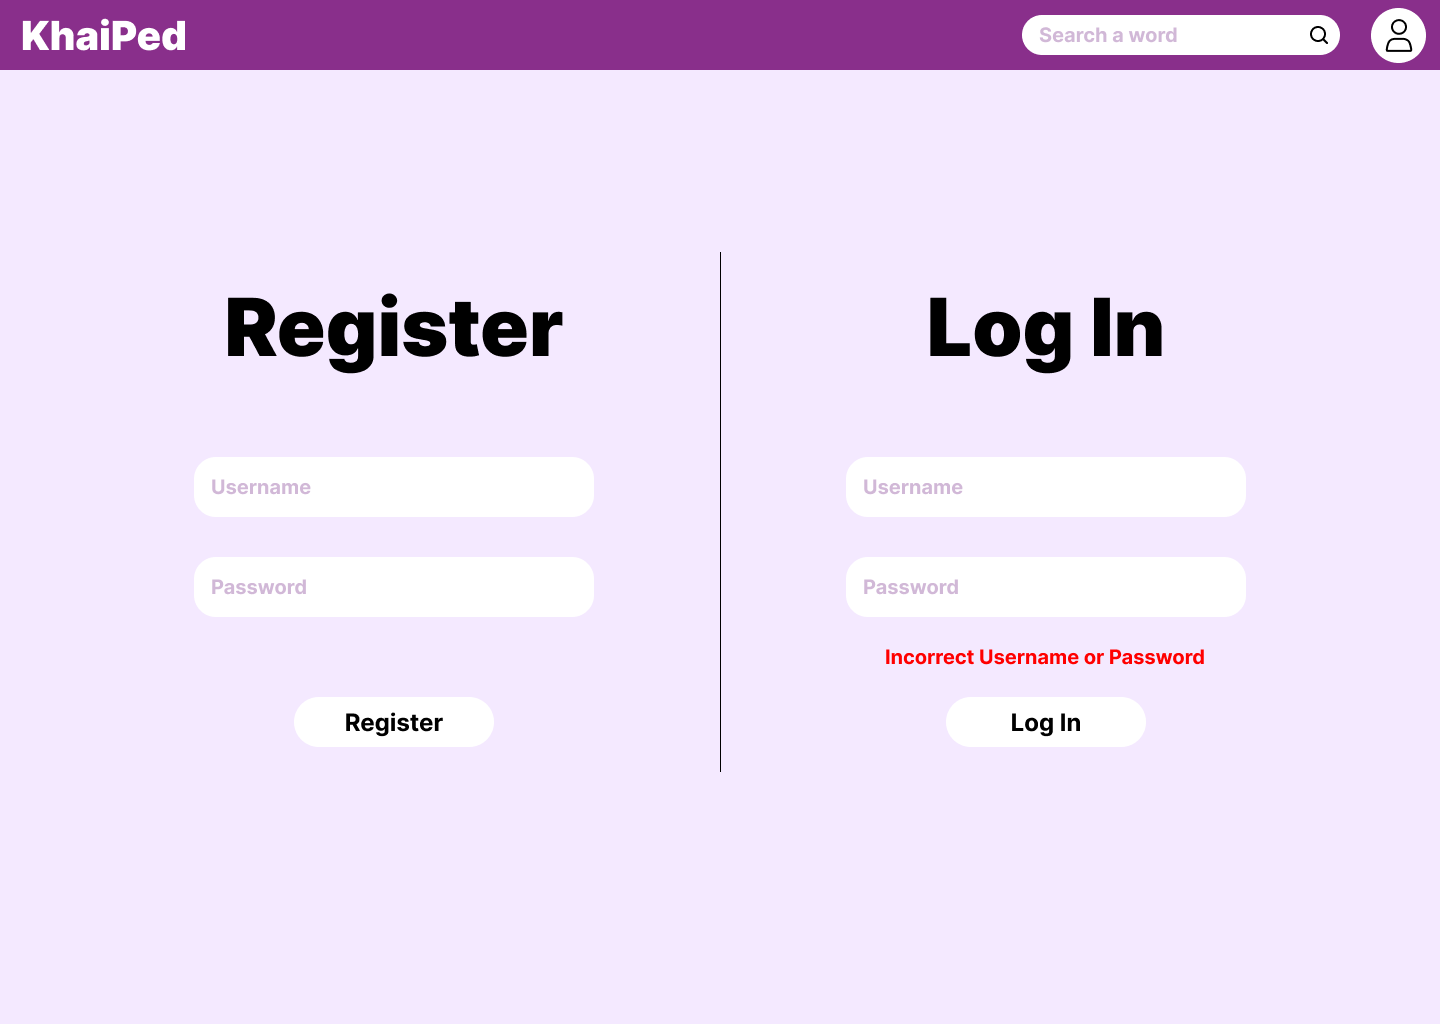 KhaiPed
Search a word
Register
Username
Password
Register
Log In
Username
Password
Incorrect Username or Password
Log In